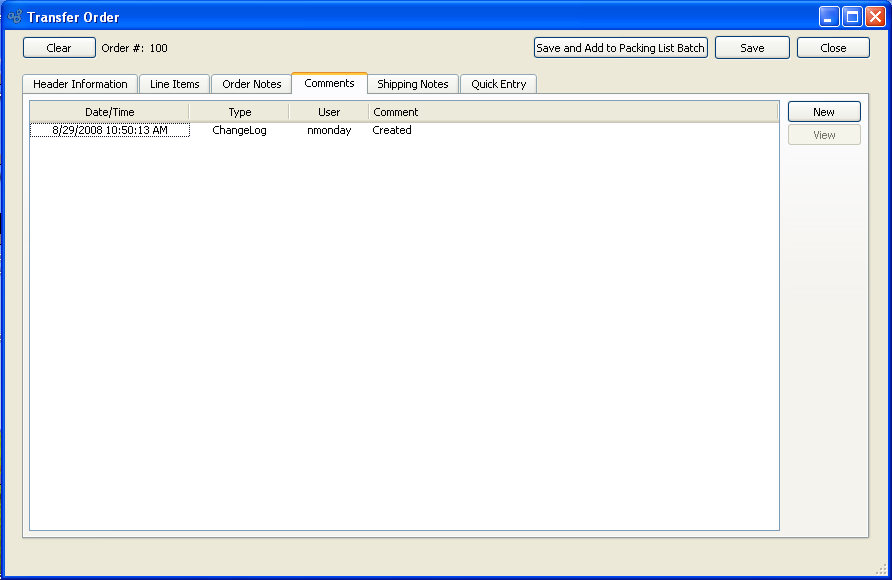 Transfer Order
Clear Order #: 100 Save and Add to Packing List Batch Save Close
Header Information Line Items Order Notes Comments Shipping Notes Quick Entry
Date/Time Type User Comment New
8/29/2008 10:50:13 AM ChangeLog nmonday Created
View